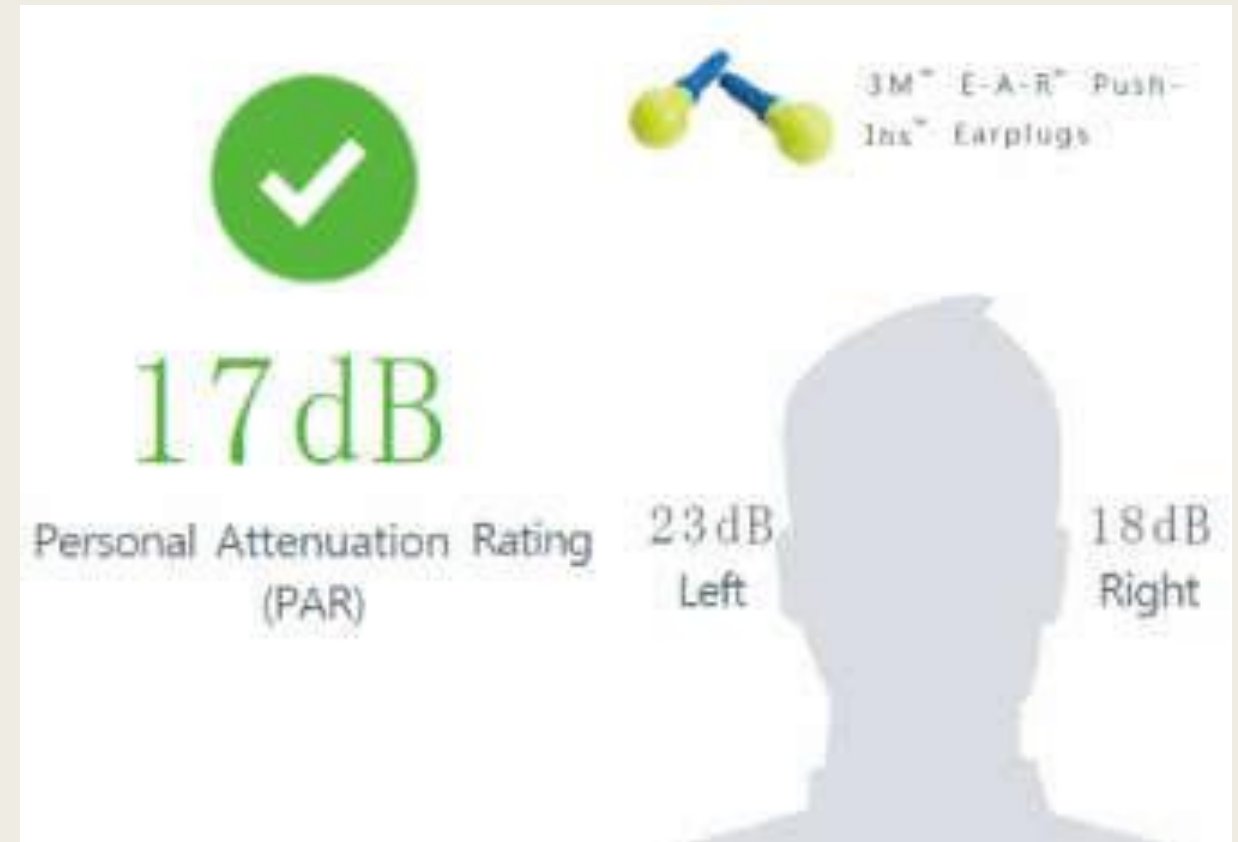 3M™ E-A-R™ Push-
Ins™ Earplugs
17dB
Personal Attenuation Rating
(PAR)
23dB
Left
18dB
Right